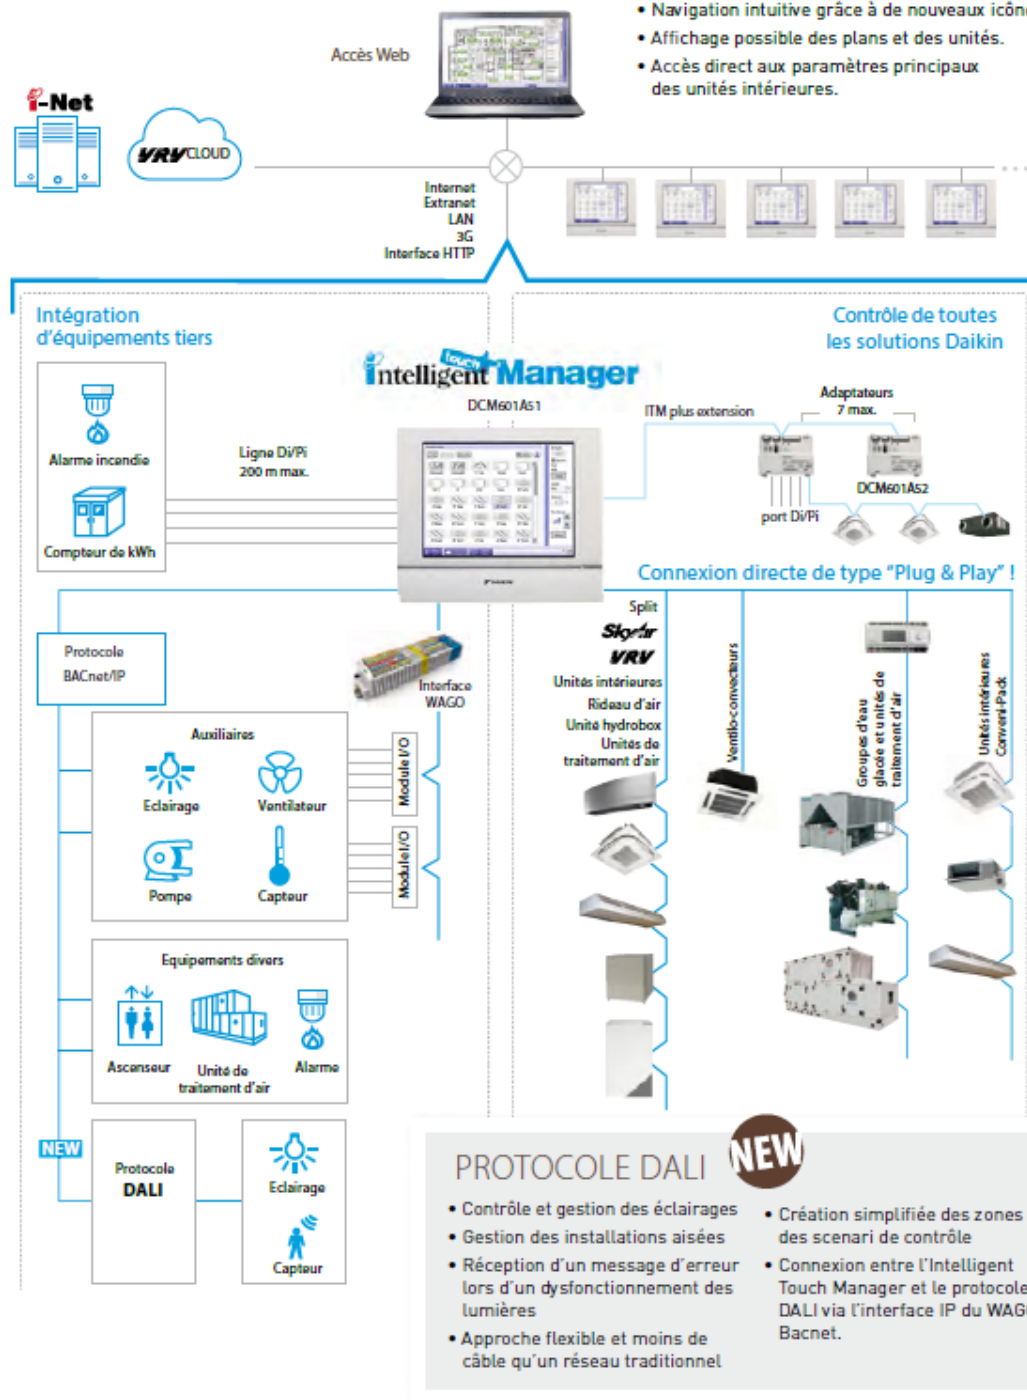 • Navigation intuitive grâce à de nouveaux icôn
• Affichage possible des plans et des unités.
• Accès direct aux paramètres principaux
des unités intérieures.
Accès Web
i-Net
VRV CLOUD
Internet
Extranet
LAN
3G
Interface HTTP
Intégration
d'équipements tiers
Contrôle de toutes
les solutions Daikin
intelligent touch Manager
DCM601A51
Alarme incendie
Compteur de kWh
Ligne Di/Pi
200 m max.
ITM plus extension
Adaptateurs
7 max.
DCM601A52
port Di/Pi
DAIKIN
Connexion directe de type "Plug & Play" !
Protocole
BACnet/IP
Interface
WAGO
Split
SkyAir
VRV
Unités intérieures
Rideau d'air
Unité hydrobox
Unités de
traitement d'air
Ventilo-convecteurs
Groupes d'eau
glacée et unités de
traitement d'air
Unités intérieures
Conveni-Pack
Auxiliaires
Eclairage
Ventilateur
Pompe
Capteur
Module I/O
Module I/O
Equipements divers
Ascenseur
Unité de
traitement d'air
Alarme
NEW
Protocole
DALI
Eclairage
Capteur
PROTOCOLE DALI
NEW
• Contrôle et gestion des éclairages
• Gestion des installations aisées
• Réception d'un message d'erreur
lors d'un dysfonctionnement des
lumières
• Approche flexible et moins de
câble qu'un réseau traditionnel
• Création simplifiée des zones
des scenari de contrôle
• Connexion entre l'Intelligent
Touch Manager et le protocole
DALI via l'interface IP du WAG
Bacnet.